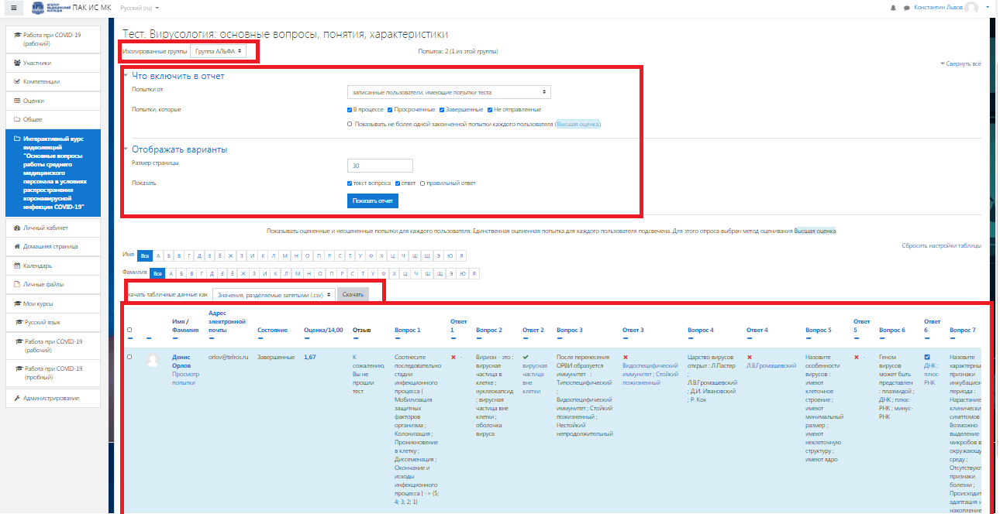 ФГБПОУ МЕДИЦИНСКИЙ КОЛЛЕДЖ ПАК ИС МК Русский (ru)
Константин Львов
Работа при COVID-19 (рабочий)
Участники
Компетенции
Оценки
Общее
Интерактивный курс
видеолекций
"Основные вопросы
работы среднего
медицинского
персонала в условиях
распространения
коронавирусной
инфекции COVID-19"
Личный кабинет
Домашняя страница
Календарь
Личные файлы
Мои курсы
Русский язык
Работа при COVID-19
(рабочий)
Работа при COVID-19
(пробный)
Администрирование
Тест. Вирусология: основные вопросы, понятия, характеристики
Изолированные группы Группа АЛЬФА
Попыток: 2 (1 из этой группы)
Свернуть всё
Что включить в отчет
Попытки от записанные пользователи, имеющие попытки теста
Попытки, которые В процессе Просроченные Завершенные Не отправленные
Показывать не более одной законченной попытки каждого пользователя (Высшая оценка)
Отображать варианты
Размер страницы 30
Показать текст вопроса ответ правильный ответ
Показать отчет
Показывать оцененные и неоцененные попытки для каждого пользователя. Единственная оцененная попытка для каждого пользователя подсвечена. Для этого опроса выбран метод оценивания Высшая оценка.
Сбросить настройки таблицы
Имя Все А Б В Г Д Е Ё Ж З И К Л М Н О П Р С Т У Ф Х Ц Ч Ш Щ Э Ю Я
Фамилия Все А Б В Г Д Е Ё Ж З И К Л М Н О П Р С Т У Ф Х Ц Ч Ш Щ Э Ю Я
качать табличные данные как Значения, разделяемые запятыми (.csv) Скачать
Имя /
Фамилия
Адрес
электронной
почты
Состояние
Оценка/14,00
Отзыв
Вопрос 1
Ответ
1
Вопрос 2
Ответ 2
Вопрос 3
Ответ 3
Вопрос 4
Ответ 4
Вопрос 5
Ответ
5
Вопрос 6
Ответ
6
Вопрос 7
Денис
Орлов
Просмотр
попытки
orlov@telros.ru
Завершенные
1,67
К
сожалению,
Вы не
прошли
тест
Соотнесите
последовательно
стадии
инфекционного
процесса {
Мобилизация
защитных
факторов
организма ;
Колонизация ;
Проникновение
в клетку ;
Диссеменация ;
Окончание и
исходы
инфекционного
процесса } -> {5;
4; 3; 2; 1}
-
Вирион - это :
вирусная
частица в
клетке ;
нуклеокапсид
; вирусная
частица вне
клетки ;
оболочка
вируса
вирусная
частица
вне
клетки
После перенесения
ОРВИ образуется
иммунитет :
Типоспецифический
;
Видоспецифический
иммунитет ; Стойкий
пожизненный ;
Нестойкий
непродолжительный
Видоспецифический
иммунитет ; Стойкий
пожизненный
Царство вирусов
открыл : Л.Пастер
;
Л.В.Громашевский
; Д.И. Ивановский
; Р. Кох
Л.В.Громашевский
Назовите
особенности
вирусов :
имеют
клеточное
строение ;
имеют
минимальный
размер ;
имеют
неклеточную
структуру ;
имеют ядро
-
Геном
вирусов
может быть
представлен
: плазмидой ;
ДНК ; плюс-
РНК ; минус-
РНК
ДНК ;
плюс-
РНК
Назовите
характерны
признаки
инкубацион
периода :
Нарастание
клинически
симптомов
Возможно
выделение
микробов в
окружающу
среду ;
Отсутствуют
признаки
болезни ;
Происходит
адаптация и
накопление